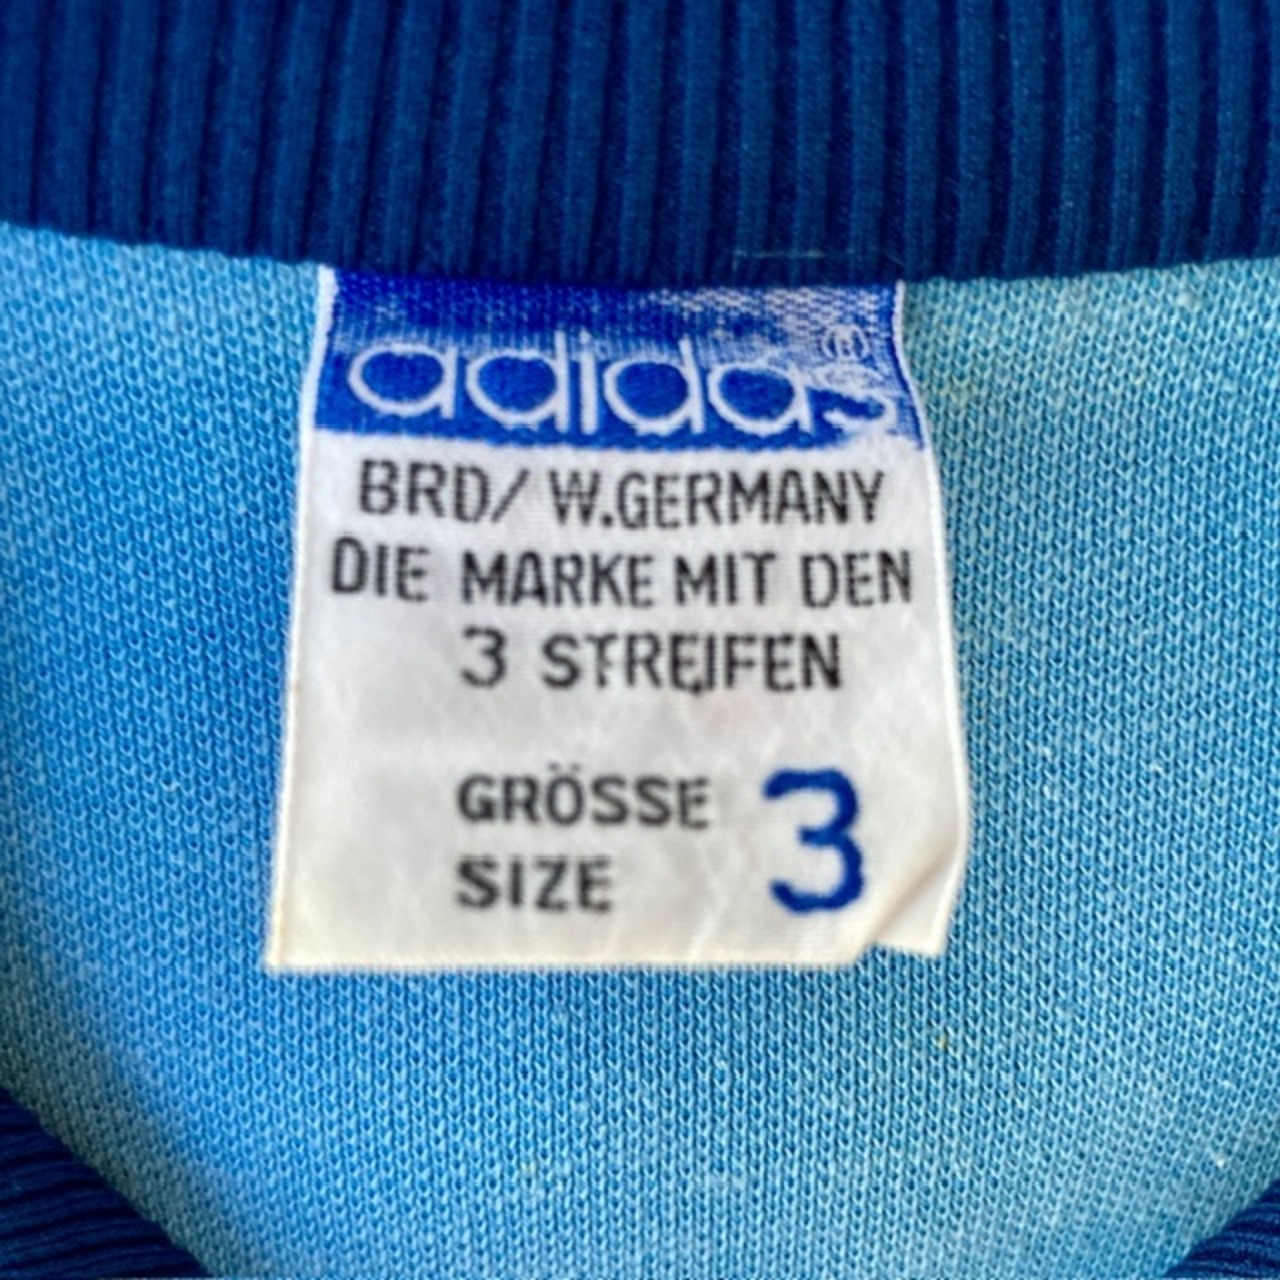 adidas®
BRD/ W.GERMANY
DIE MARKE MIT DEN
3 STREIFEN
GRÖSSE 3
SIZE